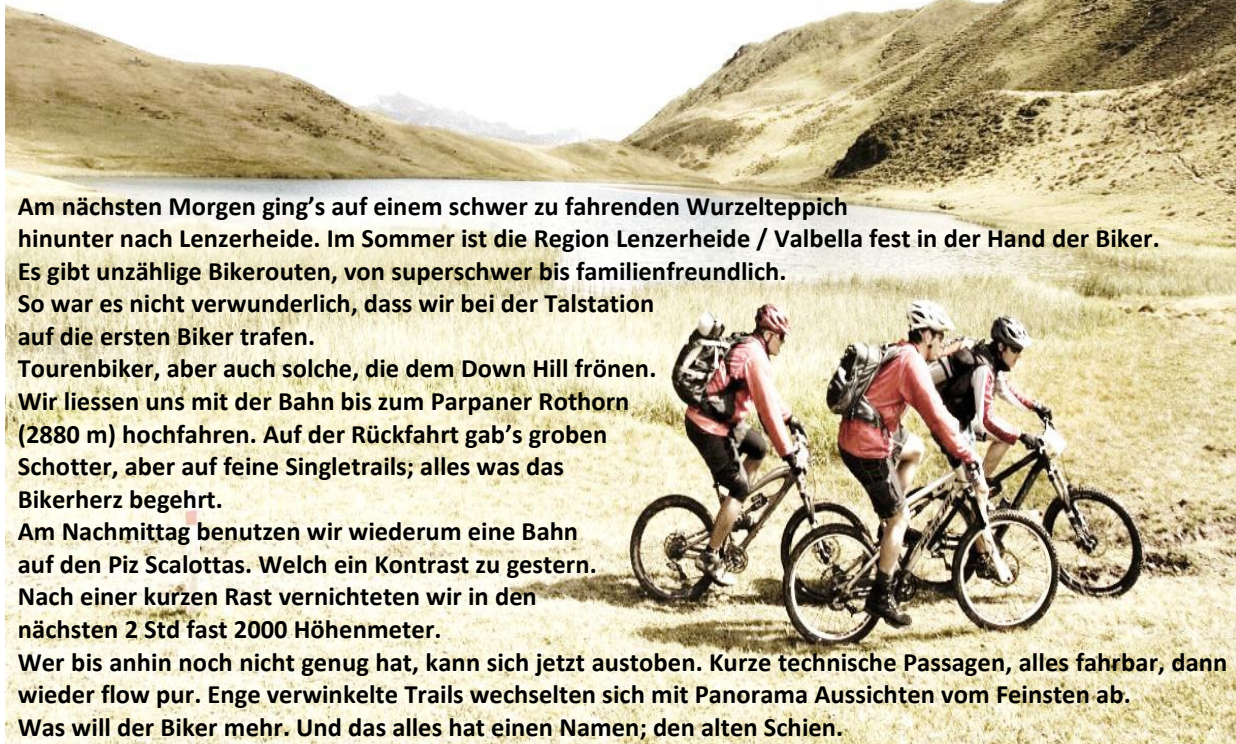 Am nächsten Morgen ging’s auf einem schwer zu fahrenden Wurzelteppich
hinunter nach Lenzerheide. Im Sommer ist die Region Lenzerheide / Valbella fest in der Hand der Biker.
Es gibt unzählige Bikerouten, von superschwer bis familienfreundlich.
So war es nicht verwunderlich, dass wir bei der Talstation
auf die ersten Biker trafen.
Tourenbiker, aber auch solche, die dem Down Hill frönen.
Wir liessen uns mit der Bahn bis zum Parpaner Rothorn
(2880 m) hochfahren. Auf der Rückfahrt gab’s groben
Schotter, aber auf feine Singletrails; alles was das
Bikerherz begehrt.
Am Nachmittag benutzen wir wiederum eine Bahn
auf den Piz Scalottas. Welch ein Kontrast zu gestern.
Nach einer kurzen Rast vernichteten wir in den
nächsten 2 Std fast 2000 Höhenmeter.
Wer bis anhin noch nicht genug hat, kann sich jetzt austoben. Kurze technische Passagen, alles fahrbar, dann
wieder flow pur. Enge verwinkelte Trails wechselten sich mit Panorama Aussichten vom Feinsten ab.
Was will der Biker mehr. Und das alles hat einen Namen; den alten Schien.